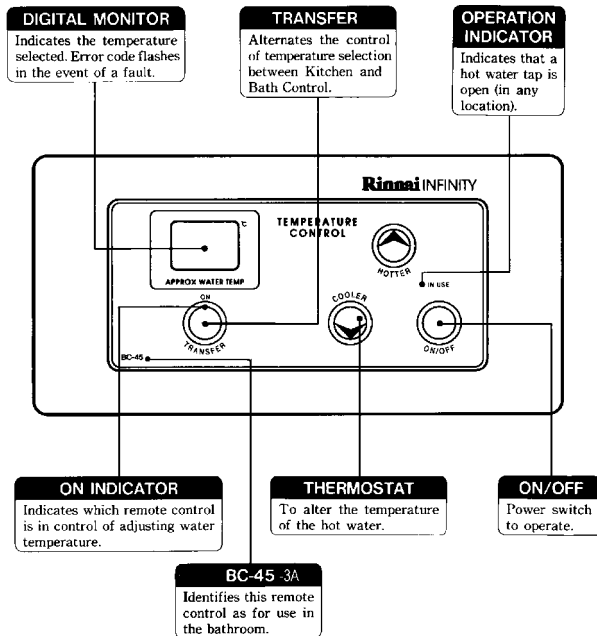 DIGITAL MONITOR
Indicates the temperature
selected. Error code flashes
in the event of a fault.
TRANSFER
Alternates the control
of temperature selection
between Kitchen and
Bath Control.
OPERATION
INDICATOR
Indicates that a
hot water tap is
open (in any
location).
Rinnai INFINITY
°C
TEMPERATURE
CONTROL
HOTTER
APPROX WATER TEMP
IN USE
ON
COOLER
TRANSFER
ON/OFF
BC-45
ON INDICATOR
Indicates which remote control
is in control of adjusting water
temperature.
THERMOSTAT
To alter the temperature
of the hot water.
ON/OFF
Power switch
to operate.
BC-45 -3A
Identifies this remote
control as for use in
the bathroom.